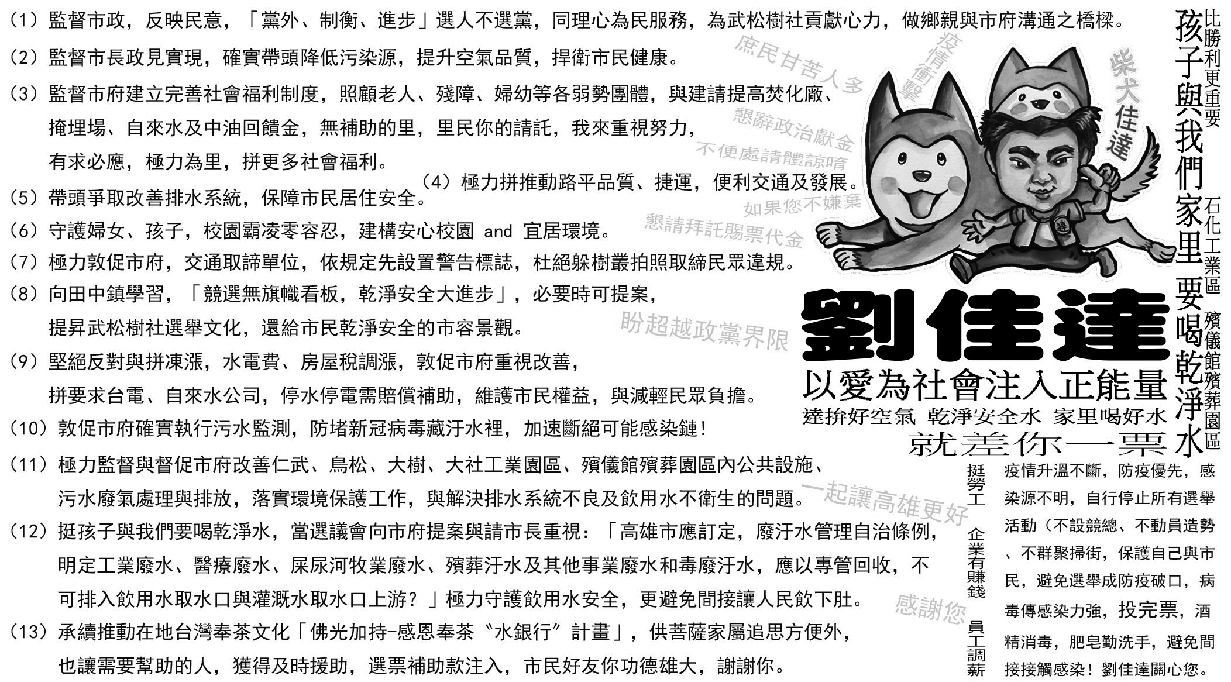 (1) 監督市政，反映民意，「黨外、制衡、進步」選人不選黨，同理心為民服務，為武松樹社貢獻心力，做鄉親與市府溝通之橋樑。
(2) 監督市長政見實現，確實帶頭降低污染源，提升空氣品質，捍衛市民健康。
(3) 監督市府建立完善社會福利制度，照顧老人、殘障、婦幼等各弱勢團體，與建請提高焚化廠、
掩埋場、自來水及中油回饋金，無補助的里，里民你的請託，我來重視努力，
有求必應，極力為里，拼更多社會福利。
(4) 極力拼推動路平品質、捷運，便利交通及發展。
(5) 帶頭爭取改善排水系統，保障市民居住安全。
(6) 守護婦女、孩子，校園霸凌零容忍，建構安心校園 and 宜居環境。
(7) 極力敦促市府，交通取諦單位，依規定先設置警告標誌，杜絕躲樹叢拍照取締民眾違規。
(8) 向田中鎮學習，「競選無旗幟看板，乾淨安全大進步」，必要時可提案，
提昇武松樹社選舉文化，還給市民乾淨安全的市容景觀。
(9) 堅絕反對與拼凍漲，水電費、房屋稅調漲，敦促市府重視改善，
拼要求台電、自來水公司，停水停電需賠償補助，維護市民權益，與減輕民眾負擔。
(10) 敦促市府確實執行污水監測，防堵新冠病毒藏汙水裡，加速斷絕可能感染鏈！
(11) 極力監督與督促市府改善仁武、鳥松、大樹、大社工業園區、殯儀館殯葬園區內公共設施、
污水廢氣處理與排放，落實環境保護工作，與解決排水系統不良及飲用水不衛生的問題。
(12) 挺孩子與我們要喝乾淨水，當選議會向市府提案與請市長重視：「高雄市應訂定，廢汙水管理自治條例，
明定工業廢水、醫療廢水、屎尿河牧業廢水、殯葬汙水及其他事業廢水和毒廢汙水，應以專管回收，不
可排入飲用水取水口與灌溉水取水口上游？」極力守護飲用水安全，更避免間接讓人民飲下肚。
(13) 承續推動在地台灣奉茶文化「佛光加持-感恩奉茶〝水銀行〞計畫」，供菩薩家屬追思方便外，
也讓需要幫助的人，獲得及時援助，選票補助款注入，市民好友你功德雄大，謝謝你。
庶民甘苦人多
疫情衝擊
懇辭政治獻金
不便處請體諒唷
如果您不嫌棄
懇請拜託賜票代金
盼超越政黨界限
一起讓高雄更好
感謝您
柴犬佳達
達
劉佳達
以愛為社會注入正能量
達拚好空氣 乾淨安全水 家里喝好水
就差你一票
比勝利更重要 石化工業區 殯儀館殯葬園區
孩子與我們家里 要喝乾淨水
挺勞工 企業有賺錢 員工調薪
疫情升溫不斷，防疫優先，感
染源不明，自行停止所有選舉
活動（不設競總、不動員造勢
、不群聚掃街，保護自己與市
民，避免選舉成防疫破口，病
毒傳感染力強，投完票，酒
精消毒，肥皂勤洗手，避免間
接接觸感染！劉佳達關心您。